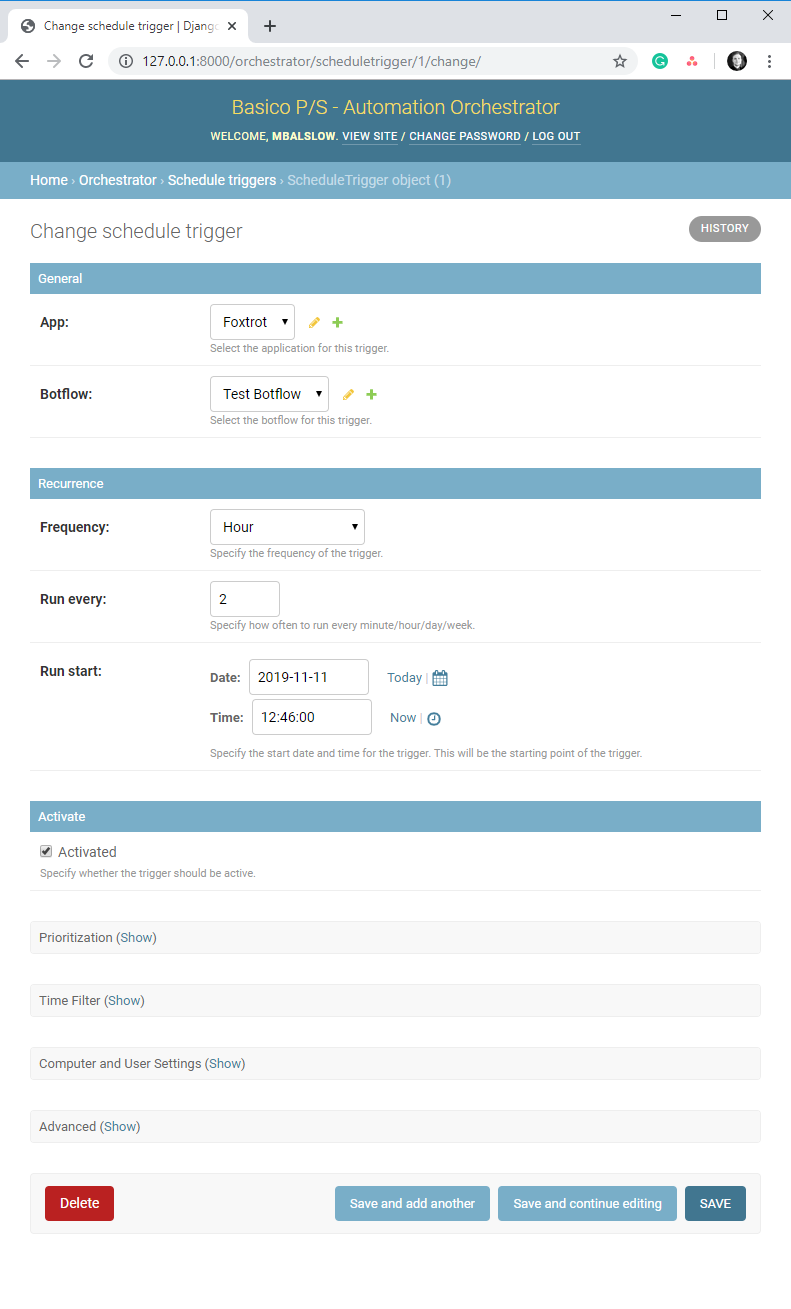 Change schedule trigger | Djang
127.0.0.1:8000/orchestrator/scheduletrigger/1/change/
Basico P/S - Automation Orchestrator
WELCOME, MBALSLOW. VIEW SITE / CHANGE PASSWORD / LOG OUT
Home › Orchestrator › Schedule triggers › ScheduleTrigger object (1)
Change schedule trigger
HISTORY
General
App:
Foxtrot
Select the application for this trigger.
Botflow:
Test Botflow
Select the botflow for this trigger.
Recurrence
Frequency:
Hour
Specify the frequency of the trigger.
Run every:
2
Specify how often to run every minute/hour/day/week.
Run start:
Date: 2019-11-11 Today |
Time: 12:46:00 Now |
Specify the start date and time for the trigger. This will be the starting point of the trigger.
Activate
Activated
Specify whether the trigger should be active.
Prioritization (Show)
Time Filter (Show)
Computer and User Settings (Show)
Advanced (Show)
Delete Save and add another Save and continue editing SAVE